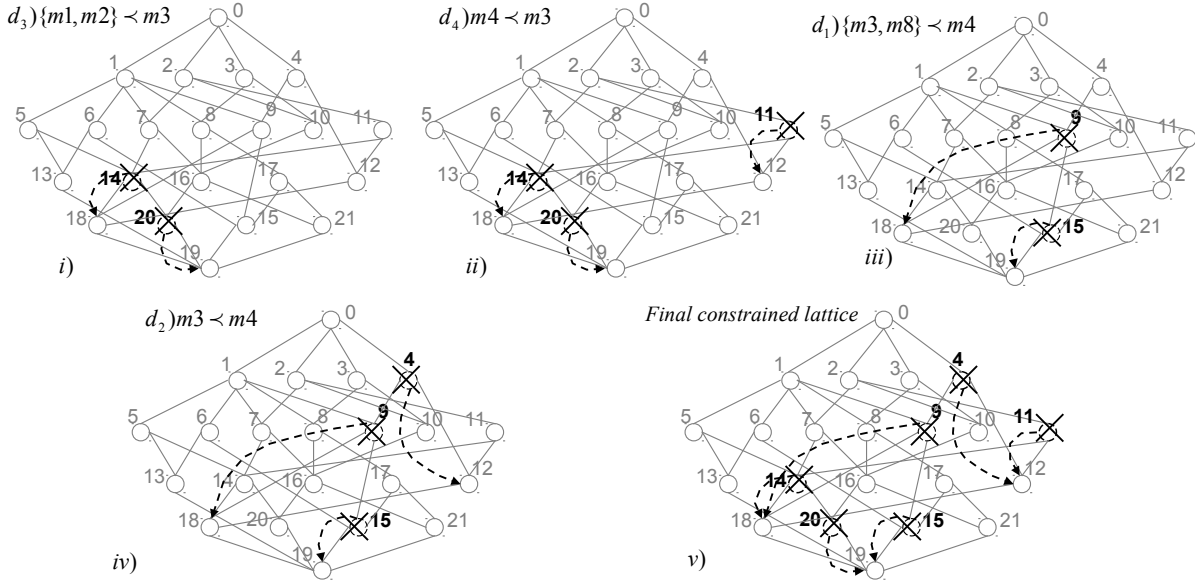 d₃){m1, m2} ≺ m3
0
1 2 3 4
5 6 7 8 9 10 11
13 14 16 17 12
18 20 15 21
19
i)
d₄)m4 ≺ m3
0
1 2 3 4
5 6 7 8 9 10 11
13 14 16 17 12
18 20 15 21
19
ii)
d₁){m3, m8} ≺ m4
0
1 2 3 4
5 6 7 8 9 10 11
13 14 16 17 12
18 20 15 21
19
iii)
d₂)m3 ≺ m4
0
1 2 3 4
5 6 7 8 9 10 11
13 14 16 17 12
18 20 15 21
19
iv)
Final constrained lattice
0
1 2 3 4
5 6 7 8 9 10 11
13 14 16 17 12
18 20 15 21
19
v)